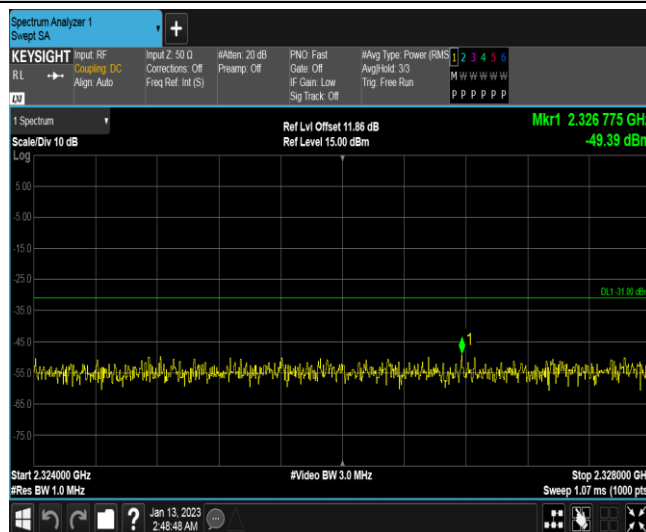 Spectrum Analyzer 1
Swept SA
+
KEYSIGHT Input: RF Input Z: 50 Ω #Atten: 20 dB PNO: Fast #Avg Type: Power (RMS 1 2 3 4 5 6
RL Coupling: DC Corrections: Off Preamp: Off Gate: Off Avg|Hold: 3/3 M W W W W W
Align: Auto Freq Ref: Int (S) IF Gain: Low Trig: Free Run
LXI Sig Track: Off P P P P P P
1 Spectrum Ref Lvl Offset 11.86 dB Mkr1 2.326 775 GHz
Scale/Div 10 dB Ref Level 15.00 dBm -49.39 dBm
Log
5.00
-5.00
-15.0
-25.0
DL1 -31.00 dBm
-35.0
-45.0
1
-55.0
-65.0
-75.0
Start 2.324000 GHz #Video BW 3.0 MHz Stop 2.328000 GHz
#Res BW 1.0 MHz Sweep 1.07 ms (1000 pts
? Jan 13, 2023
2:48:48 AM